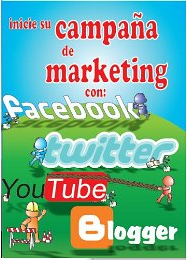 inicie su campaña
de
marketing
con:
facebook
twitter
YouTube
Blogger